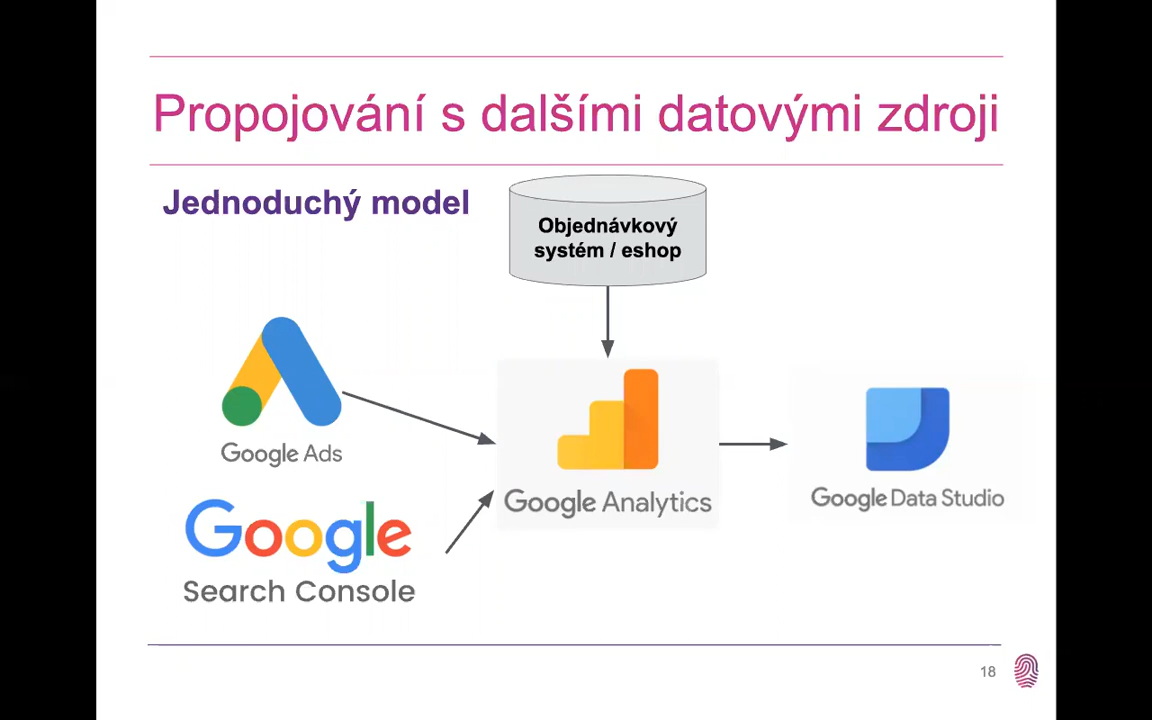 Propojování s dalšími datovými zdroji
Jednoduchý model
Objednávkový
systém / eshop
Google Ads
Google Analytics
Google Data Studio
Google
Search Console
18